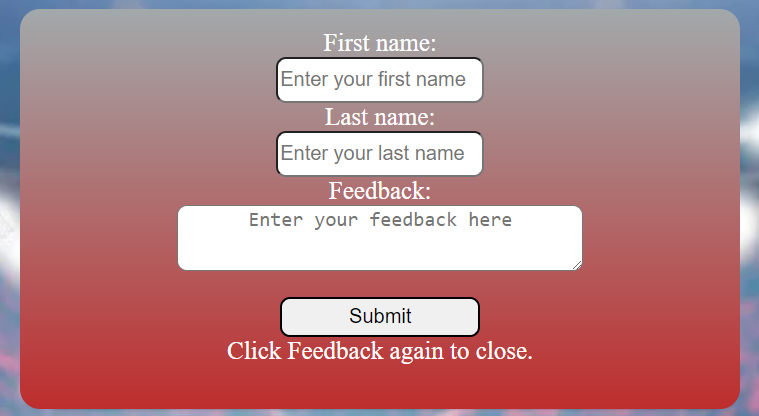 First name:
Enter your first name
Last name:
Enter your last name
Feedback:
Enter your feedback here
Submit
Click Feedback again to close.